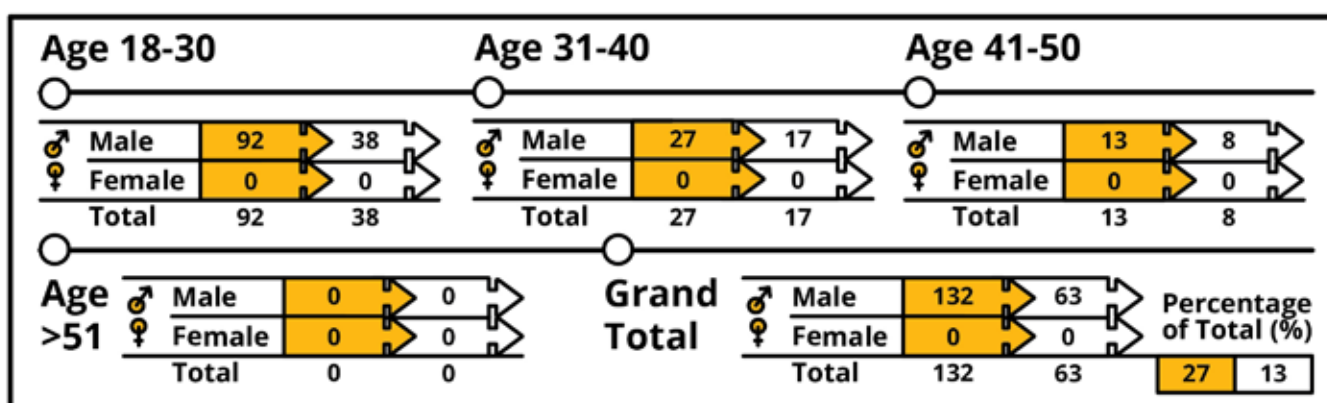 Age 18-30
Male 92 38
Female 0 0
Total 92 38
Age 31-40
Male 27 17
Female 0 0
Total 27 17
Age 41-50
Male 13 8
Female 0 0
Total 13 8
Age
>51
Male 0 0
Female 0 0
Total 0 0
Grand
Total
Male 132 63
Female 0 0
Total 132 63
Percentage
of Total (%)
27 13